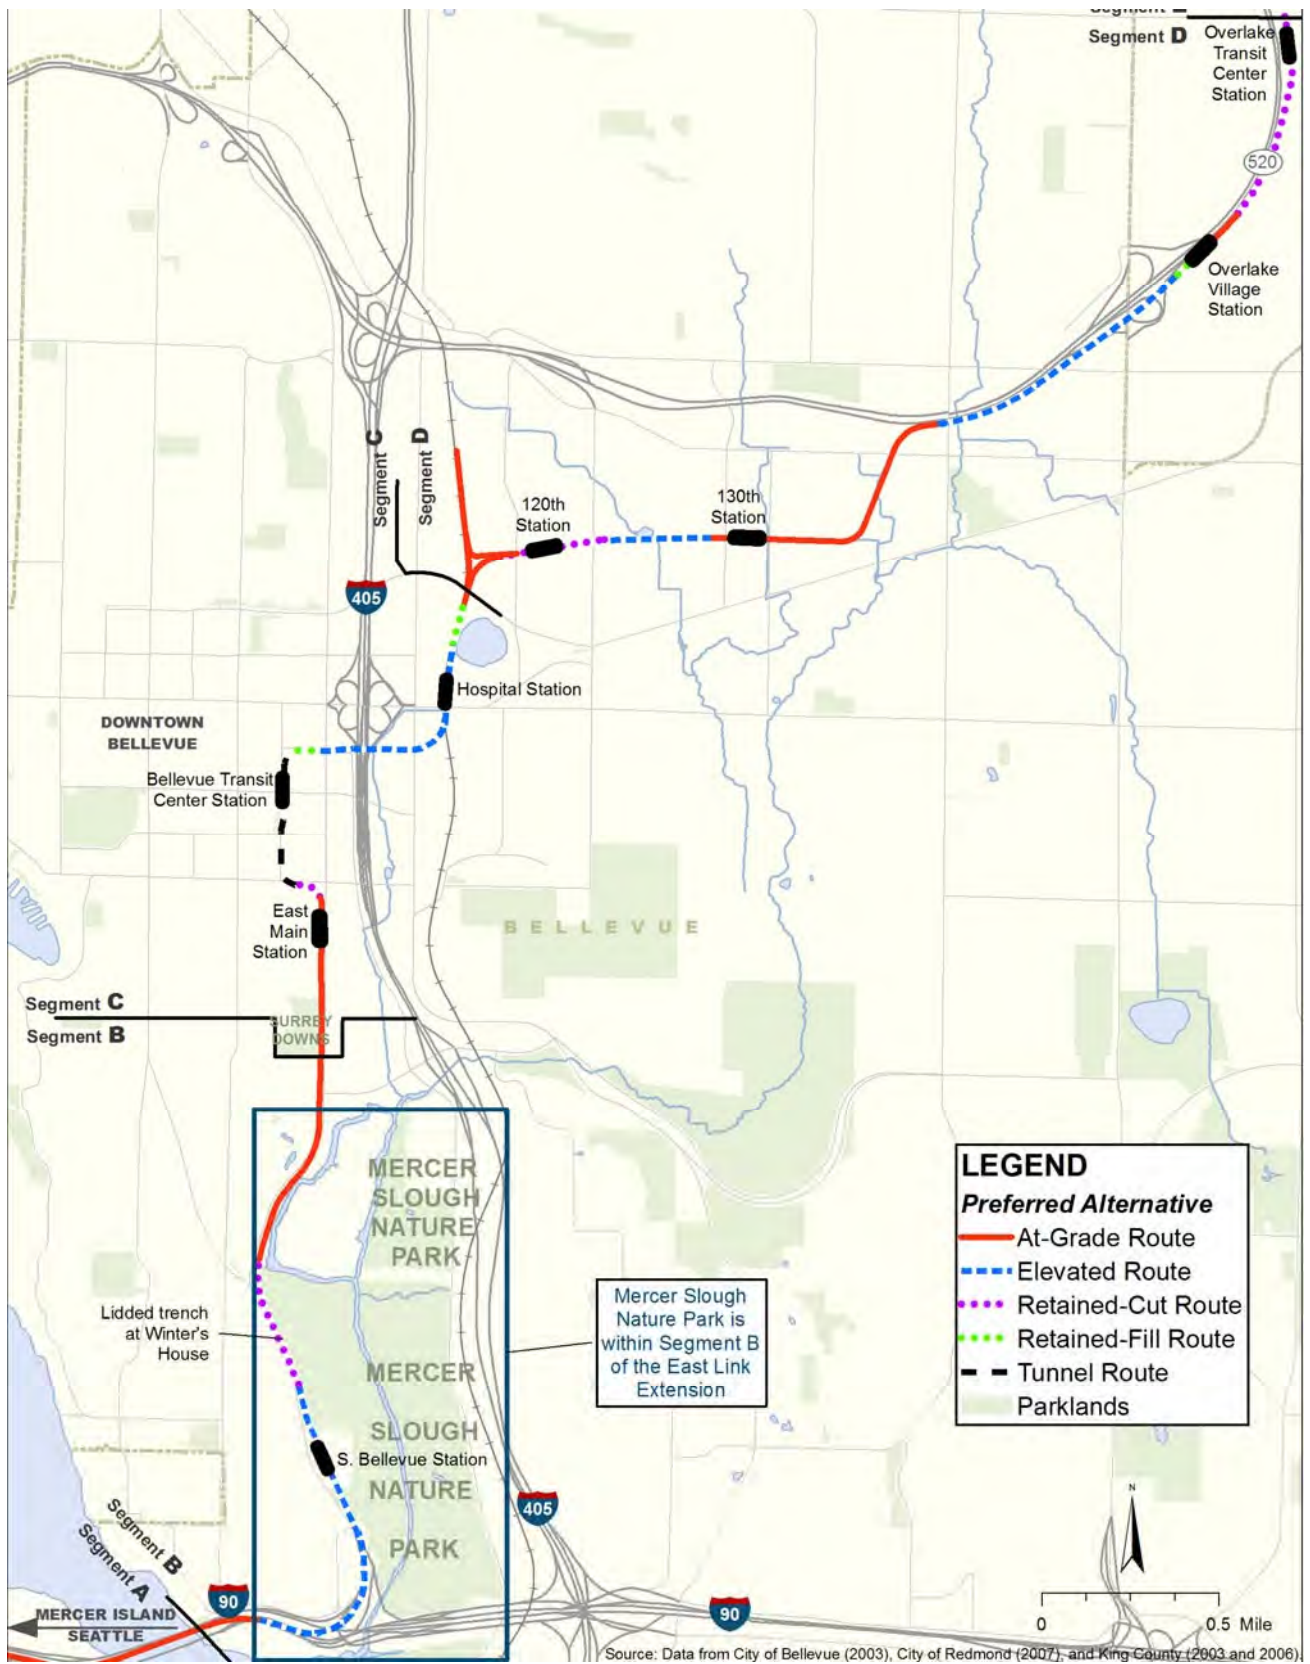 Segment D
Overlake
Transit
Center
Station
520
Overlake
Village
Station
Segment C
Segment D
120th
Station
130th
Station
405
Hospital Station
DOWNTOWN
BELLEVUE
Bellevue Transit
Center Station
East
Main
Station
BELLEVUE
Segment C
Segment B
SURREY
DOWNS
MERCER
SLOUGH
NATURE
PARK
Lidded trench
at Winter's
House
Mercer Slough
Nature Park is
within Segment B
of the East Link
Extension
LEGEND
Preferred Alternative
At-Grade Route
Elevated Route
Retained-Cut Route
Retained-Fill Route
Tunnel Route
Parklands
MERCER
SLOUGH
S. Bellevue Station
NATURE
PARK
405
Segment B
Segment A
90
MERCER ISLAND
SEATTLE
90
N
0 0.5 Mile
Source: Data from City of Bellevue (2003), City of Redmond (2007), and King County (2003 and 2006).